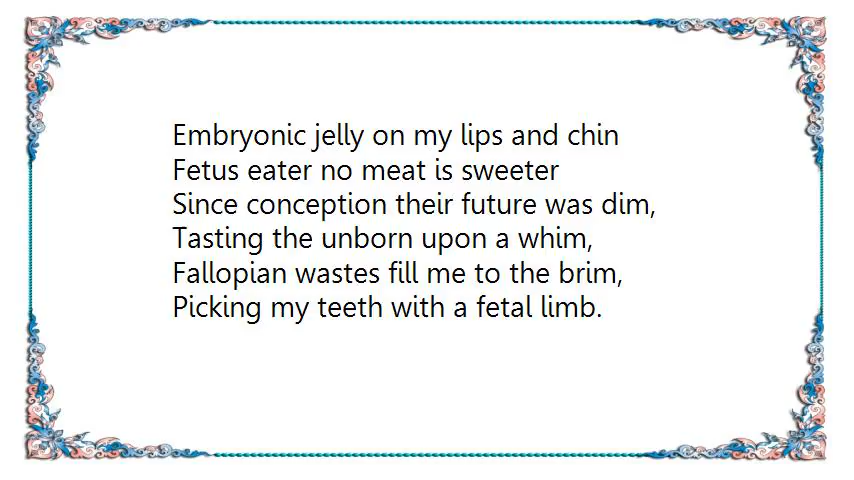 Embryonic jelly on my lips and chin
Fetus eater no meat is sweeter
Since conception their future was dim,
Tasting the unborn upon a whim,
Fallopian wastes fill me to the brim,
Picking my teeth with a fetal limb.